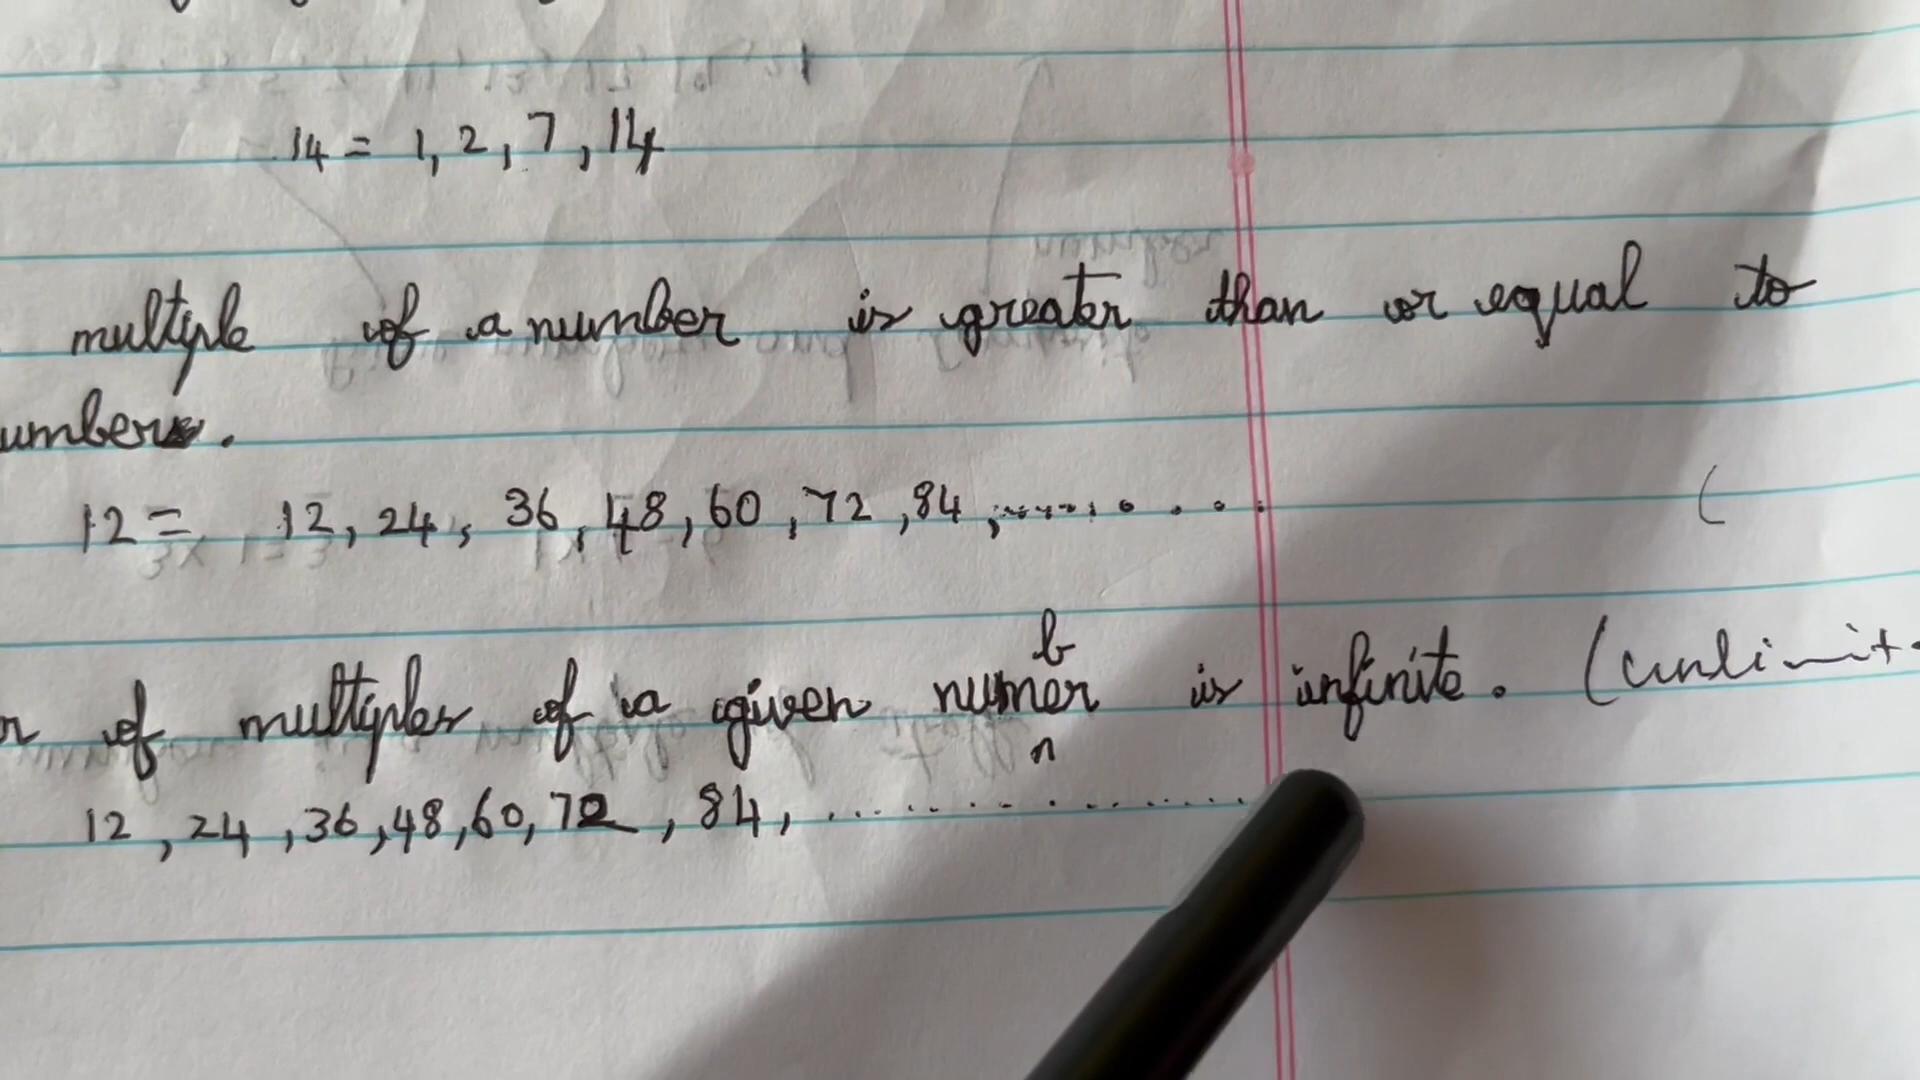 14 = 1, 2, 7, 14
multiple of a number is greater than or equal to
umbers.
12 = 12, 24, 36, 48, 60, 72, 84, ..........
(
r of multiples of a given numer is infinite. (unlimit
b
n
12, 24, 36, 48, 60, 72, 84, ..............